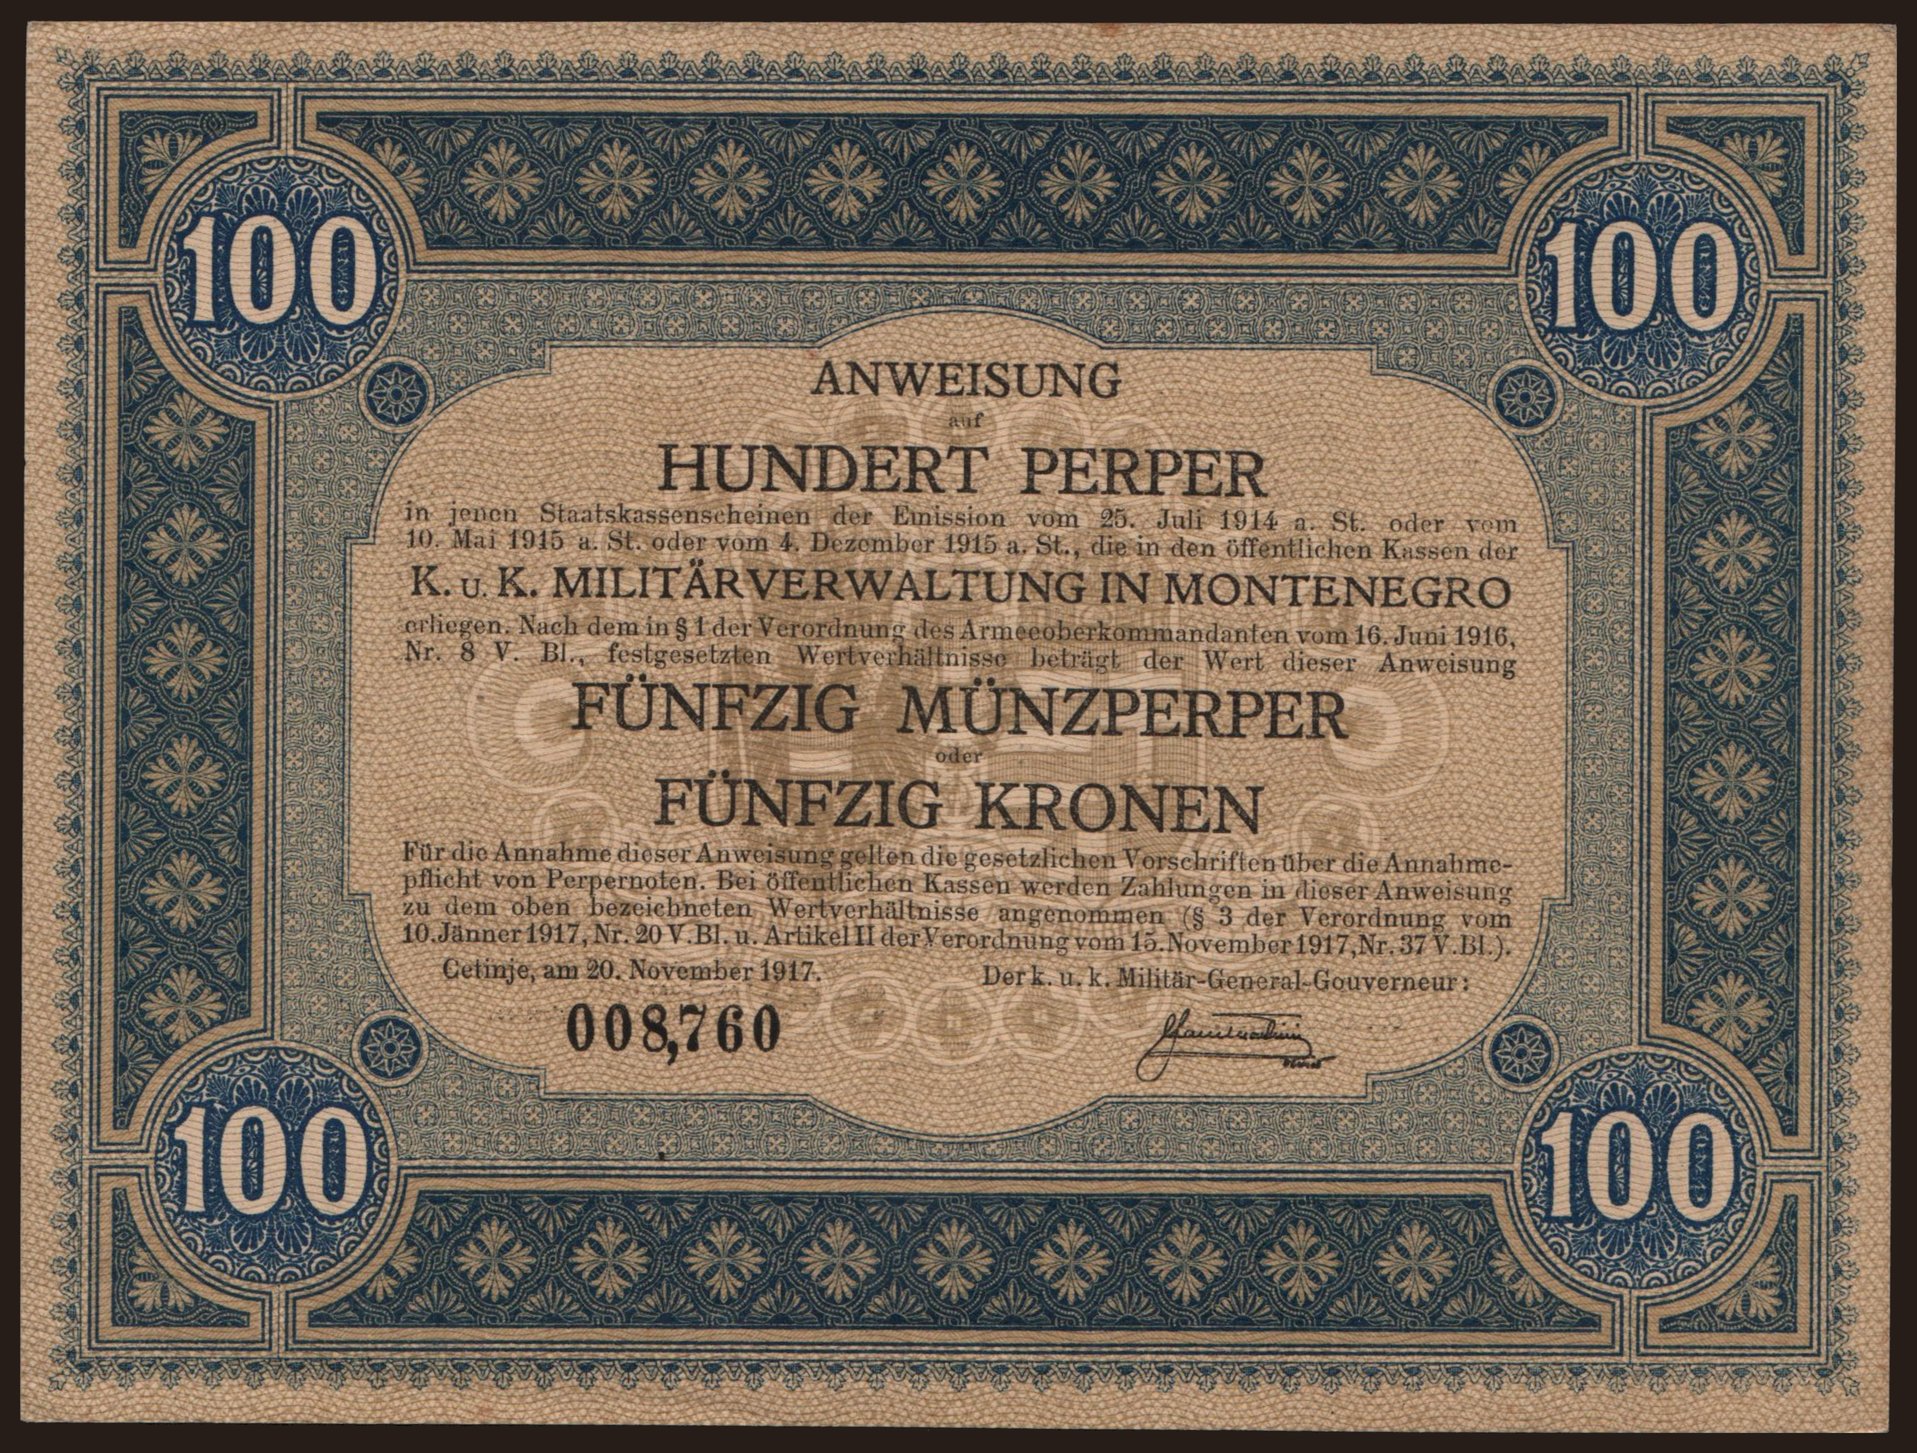 100
100
ANWEISUNG
auf
HUNDERT PERPER
in jenen Staatskassenscheinen der Emission vom 25. Juli 1914 a. St. oder vom
10. Mai 1915 a. St. oder vom 4. Dezember 1915 a. St., die in den öffentlichen Kassen der
K. u. K. MILITÄRVERWALTUNG IN MONTENEGRO
erliegen. Nach dem in § 1 der Verordnung des Armeeoberkommandanten vom 16. Juni 1916,
Nr. 8 V. Bl., festgesetzten Wertverhältnisse beträgt der Wert dieser Anweisung
FÜNFZIG MÜNZPERPER
oder
FÜNFZIG KRONEN
Für die Annahme dieser Anweisung gelten die gesetzlichen Vorschriften über die Annahme-
pflicht von Perpernoten. Bei öffentlichen Kassen werden Zahlungen in dieser Anweisung
zu dem oben bezeichneten Wertverhältnisse angenommen (§ 3 der Verordnung vom
10. Jänner 1917, Nr. 20 V. Bl. u. Artikel II der Verordnung vom 15. November 1917, Nr. 37 V. Bl.).
Cetinje, am 20. November 1917. Der k. u. k. Militär-General-Gouverneur:
008,760
100
100